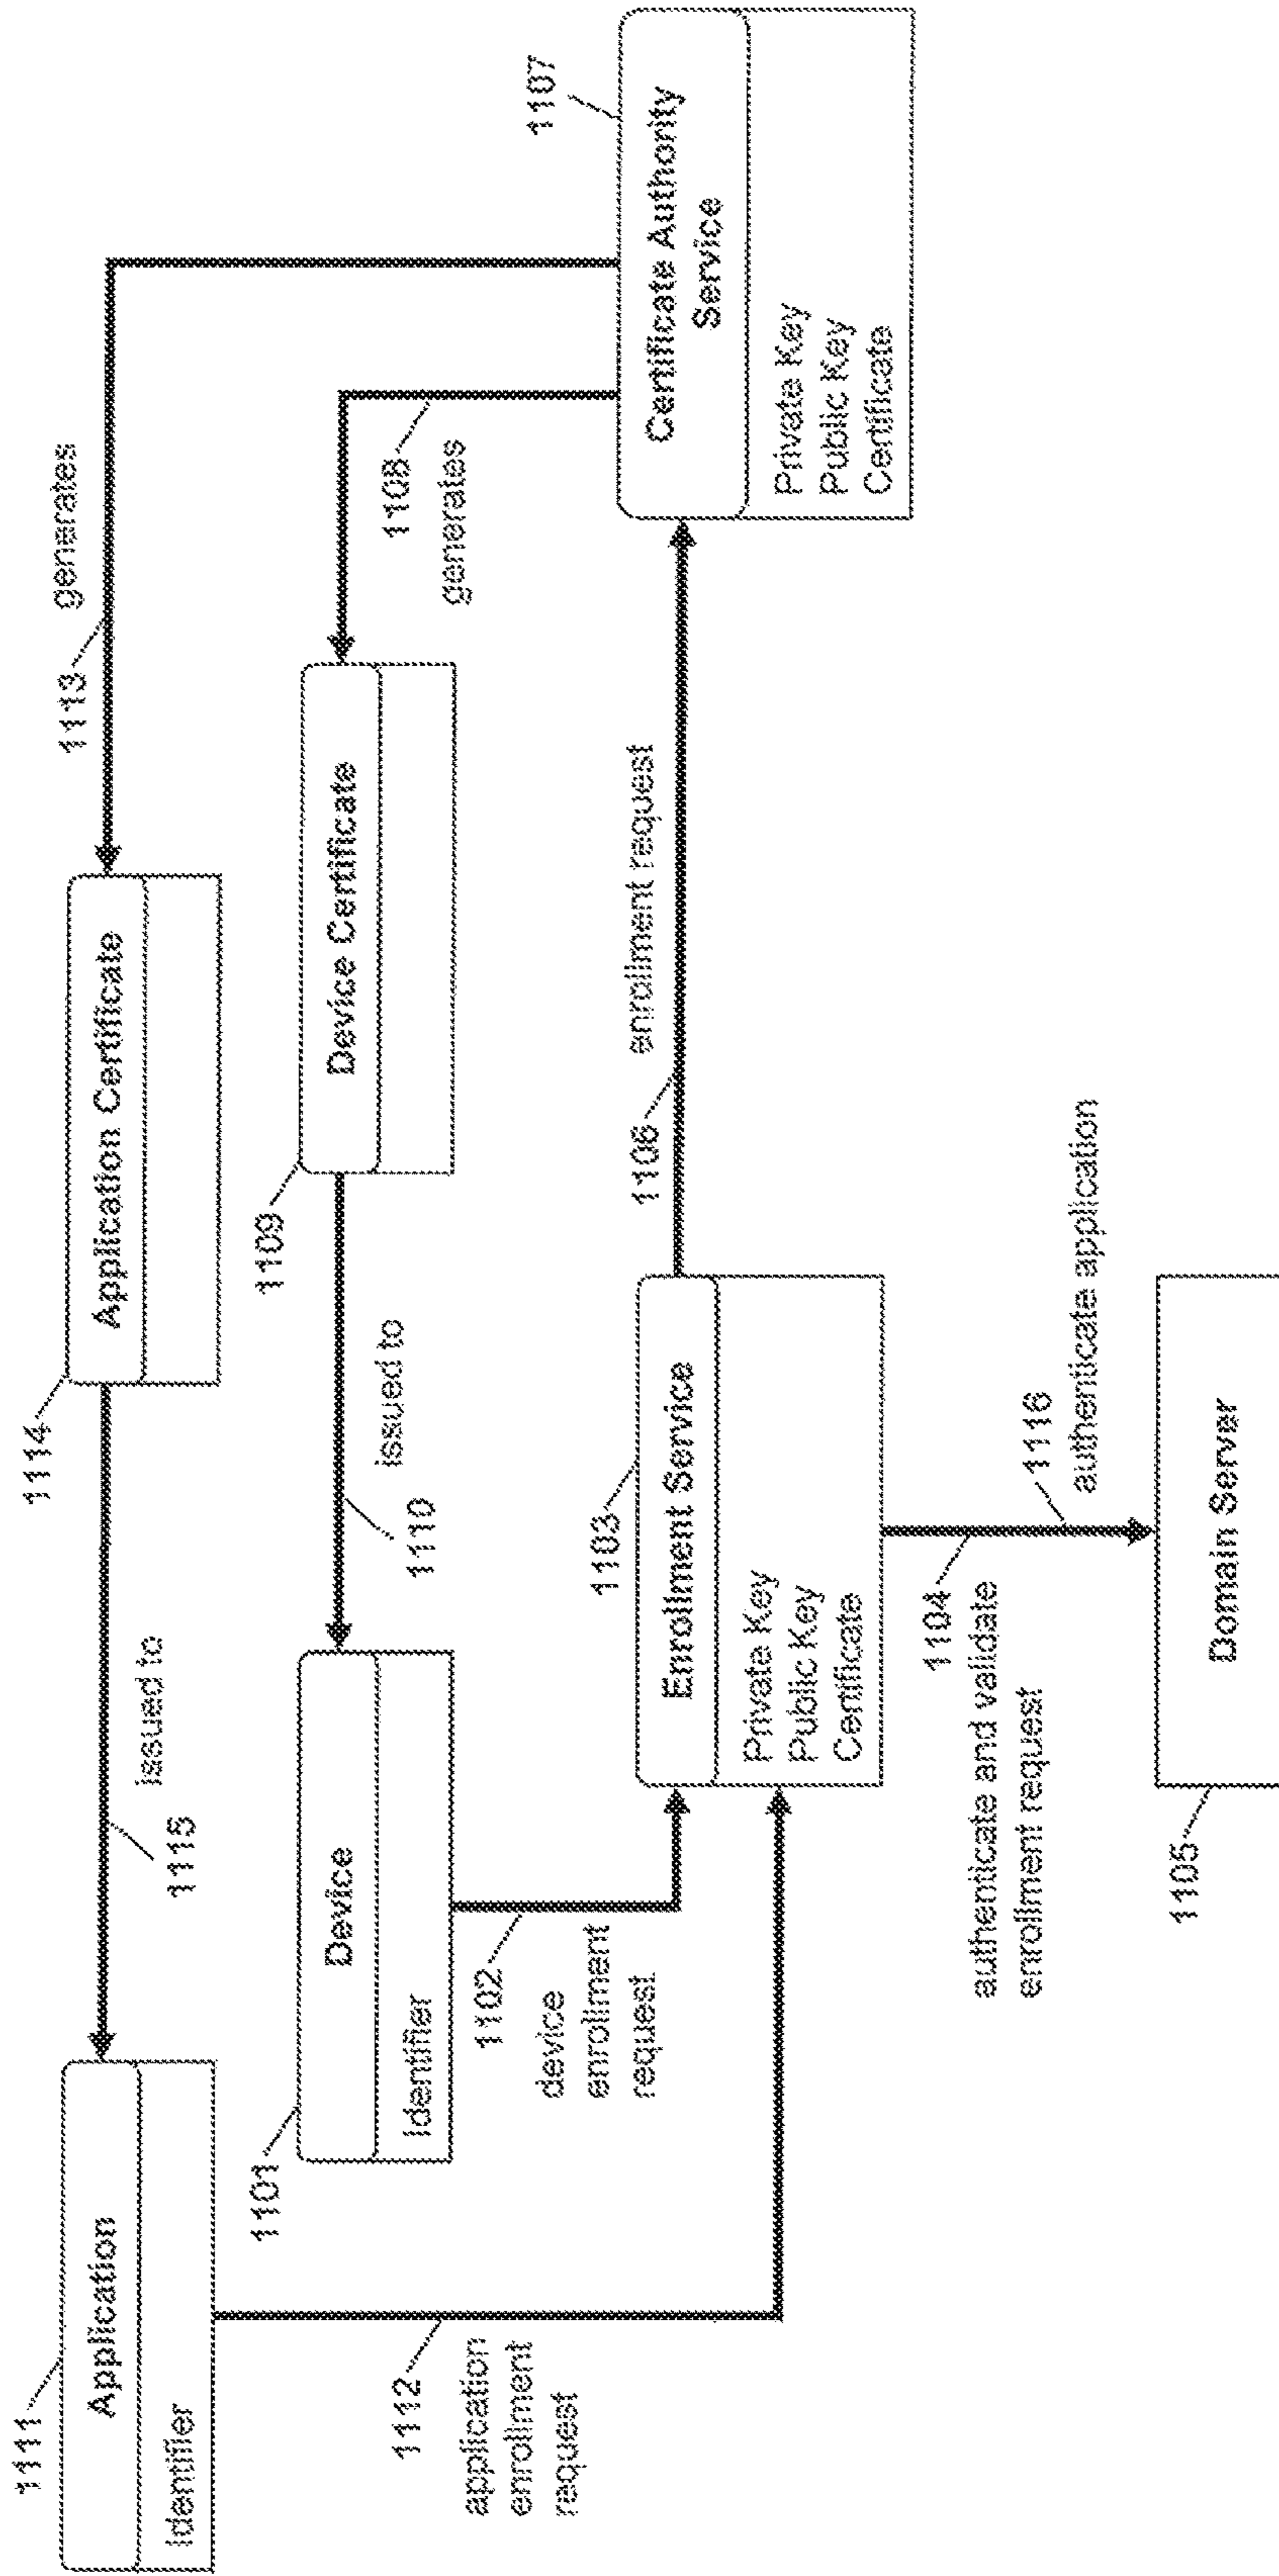 1111
Application
Identifier
1115
issued to
1114
Application Certificate
1113
generates
1112
application
enrollment
request
1101
Device
Identifier
1110
issued to
1109
Device Certificate
1108
generates
1102
device
enrollment
request
1103
Enrollment Service
Private Key
Public Key
Certificate
1106
enrollment request
1107
Certificate Authority
Service
Private Key
Public Key
Certificate
1104
authenticate and validate
enrollment request
1116
authenticate application
1105
Domain Server